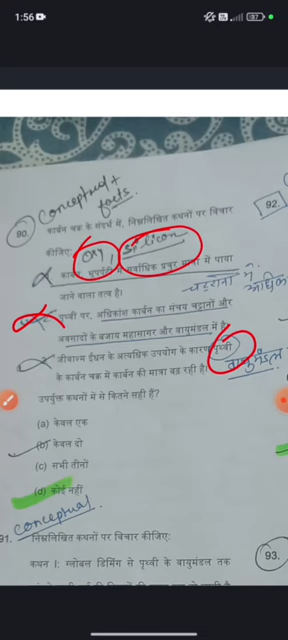 1:56
87
conceptual +
facts
90. कार्बन चक्र के संदर्भ में, निम्नलिखित कथनों पर विचार
92.
कीजिए:
oxy, silicon
कार्बन, भूपर्पटी में सर्वाधिक प्रचुर मात्रा में पाया
जाने वाला तत्व है।
चट्टानों में
पृथ्वी पर, अधिकांश कार्बन का संचय चट्टानों और
अवसादों के बजाय महासागर और वायुमंडल में है।
जीवाश्म ईंधन के अत्यधिक उपयोग के कारण पृथ्वी
के कार्बन चक्र में कार्बन की मात्रा बढ़ रही है।
उपर्युक्त कथनों में से कितने सही हैं?
(a) केवल एक
(b) केवल दो
(c) सभी तीनों
(d) कोई नहीं
conceptual
91. निम्नलिखित कथनों पर विचार कीजिए:
93.
कथन I: ग्लोबल डिमिंग से पृथ्वी के वायुमंडल तक